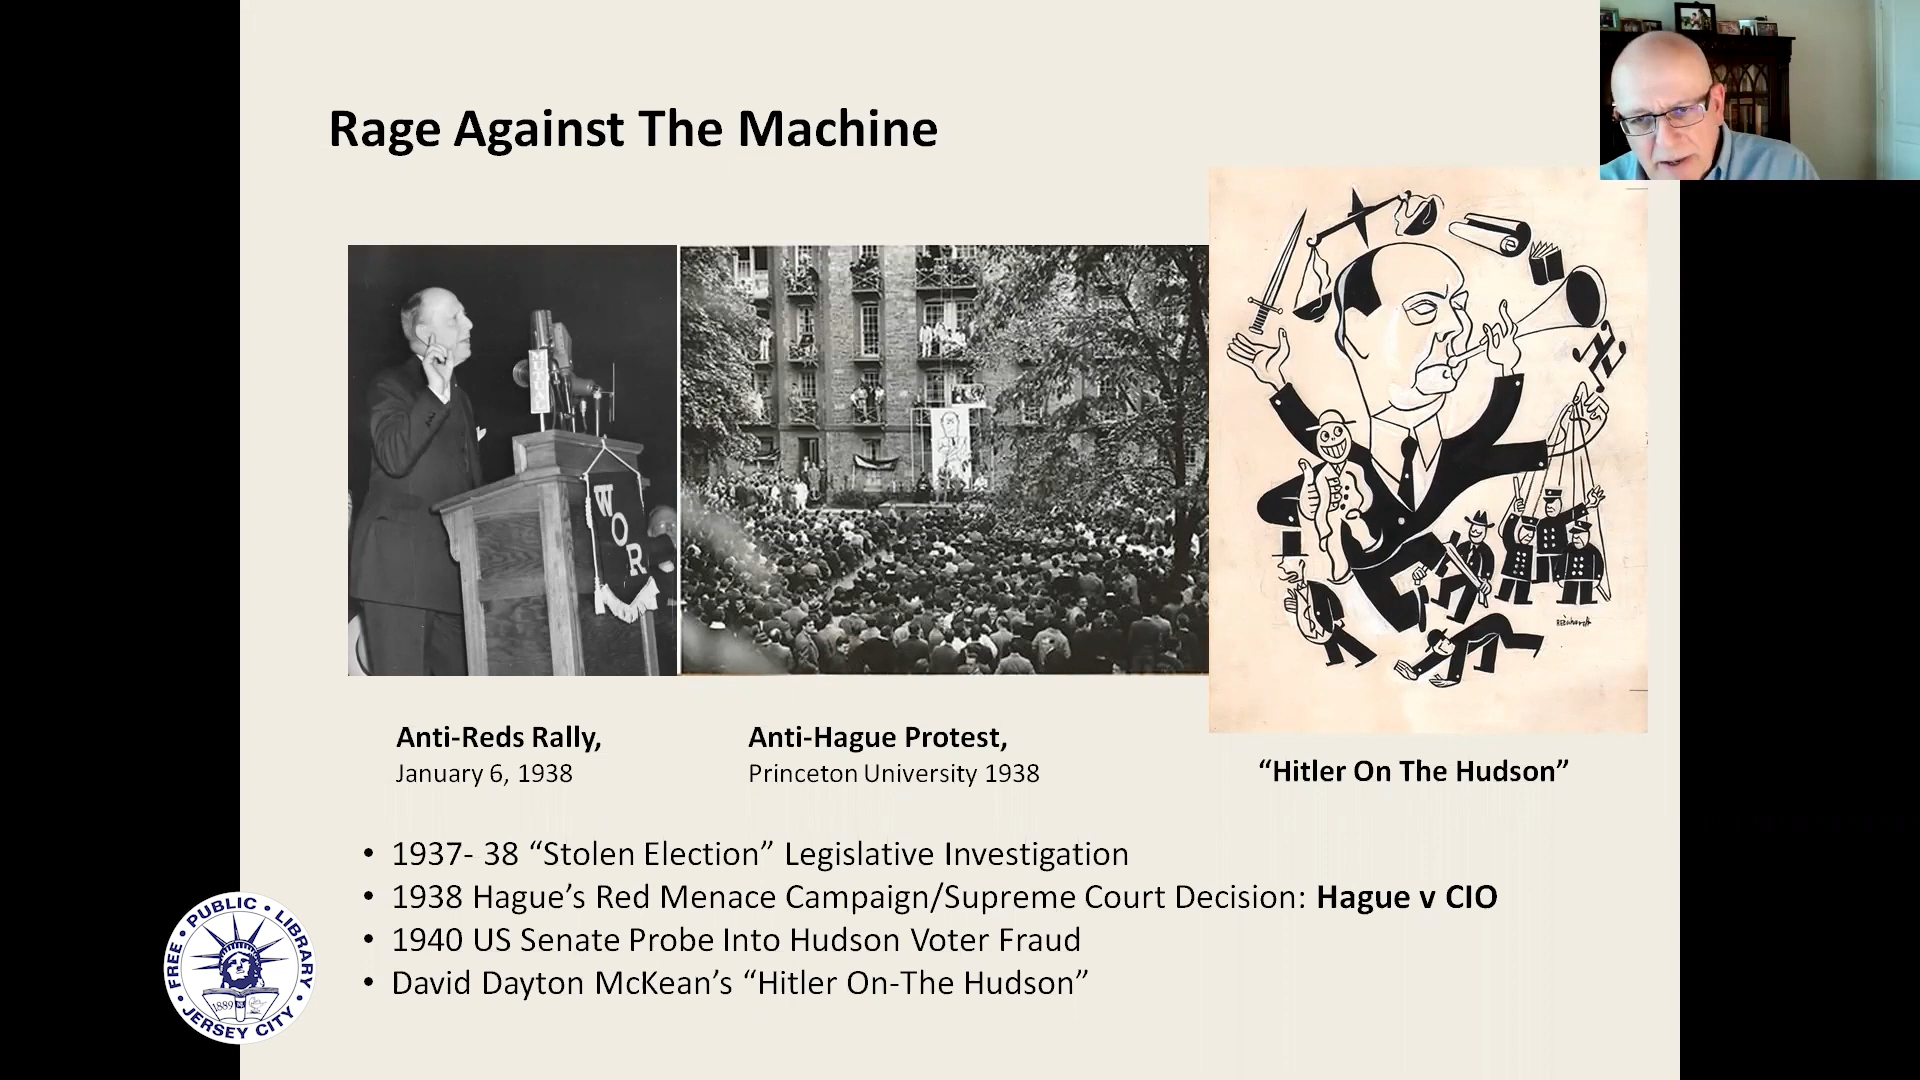 Rage Against The Machine
MUTUAL
WOR
Anti-Reds Rally,
January 6, 1938
Anti-Hague Protest,
Princeton University 1938
“Hitler On The Hudson”
• 1937- 38 “Stolen Election” Legislative Investigation
• 1938 Hague’s Red Menace Campaign/Supreme Court Decision: Hague v CIO
• 1940 US Senate Probe Into Hudson Voter Fraud
• David Dayton McKean’s “Hitler On-The Hudson”
FREE • PUBLIC • LIBRARY
• JERSEY CITY •
1889